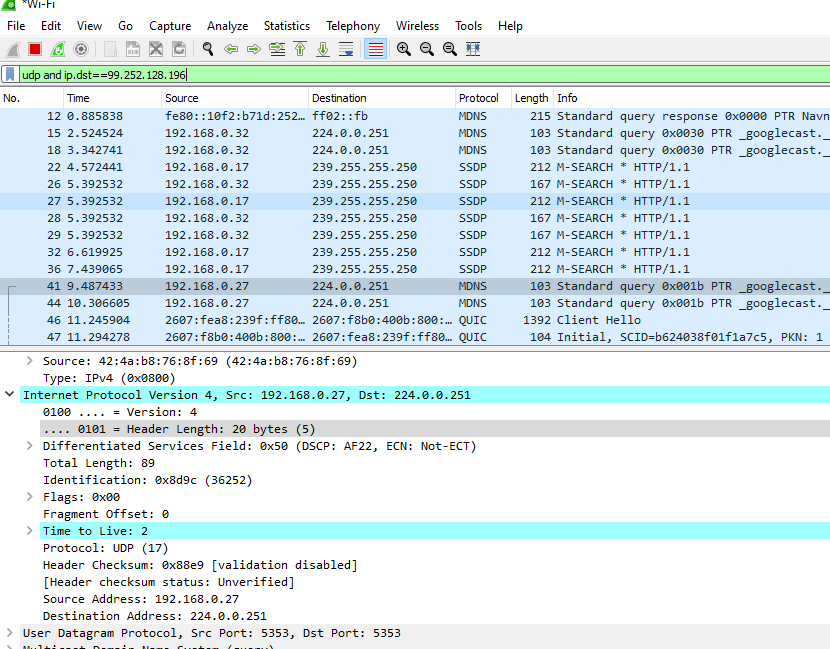 *Wi-Fi
File Edit View Go Capture Analyze Statistics Telephony Wireless Tools Help
udp and ip.dst==99.252.128.196
No. Time Source Destination Protocol Length Info
12 0.885838 fe80::10f2:b71d:252… ff02::fb MDNS 215 Standard query response 0x0000 PTR Navn
15 2.524524 192.168.0.32 224.0.0.251 MDNS 103 Standard query 0x0030 PTR _googlecast._
18 3.342741 192.168.0.32 224.0.0.251 MDNS 103 Standard query 0x0030 PTR _googlecast._
22 4.572441 192.168.0.17 239.255.255.250 SSDP 212 M-SEARCH * HTTP/1.1
26 5.392532 192.168.0.32 239.255.255.250 SSDP 167 M-SEARCH * HTTP/1.1
27 5.392532 192.168.0.17 239.255.255.250 SSDP 212 M-SEARCH * HTTP/1.1
28 5.392532 192.168.0.32 239.255.255.250 SSDP 167 M-SEARCH * HTTP/1.1
29 5.392532 192.168.0.32 239.255.255.250 SSDP 167 M-SEARCH * HTTP/1.1
32 6.619925 192.168.0.17 239.255.255.250 SSDP 212 M-SEARCH * HTTP/1.1
36 7.439065 192.168.0.17 239.255.255.250 SSDP 212 M-SEARCH * HTTP/1.1
41 9.487433 192.168.0.27 224.0.0.251 MDNS 103 Standard query 0x001b PTR _googlecast._
44 10.306605 192.168.0.27 224.0.0.251 MDNS 103 Standard query 0x001b PTR _googlecast._
46 11.245904 2607:fea8:239f:ff80… 2607:f8b0:400b:800:… QUIC 1392 Client Hello
47 11.294278 2607:f8b0:400b:800:… 2607:fea8:239f:ff80… QUIC 104 Initial, SCID=b624038f01f1a7c5, PKN: 1
Source: 42:4a:b8:76:8f:69 (42:4a:b8:76:8f:69)
Type: IPv4 (0x0800)
Internet Protocol Version 4, Src: 192.168.0.27, Dst: 224.0.0.251
0100 .... = Version: 4
.... 0101 = Header Length: 20 bytes (5)
Differentiated Services Field: 0x50 (DSCP: AF22, ECN: Not-ECT)
Total Length: 89
Identification: 0x8d9c (36252)
Flags: 0x00
Fragment Offset: 0
Time to Live: 2
Protocol: UDP (17)
Header Checksum: 0x88e9 [validation disabled]
[Header checksum status: Unverified]
Source Address: 192.168.0.27
Destination Address: 224.0.0.251
User Datagram Protocol, Src Port: 5353, Dst Port: 5353
Multicast Domain Name System (query)